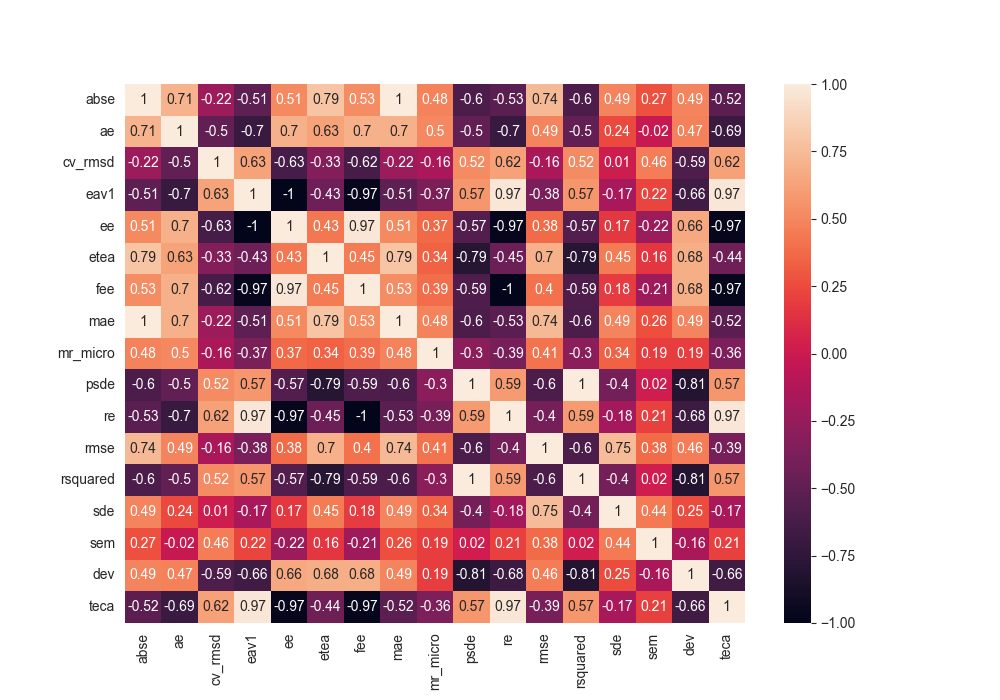 abse 1 0.71 -0.22 -0.51 0.51 0.79 0.53 1 0.48 -0.6 -0.53 0.74 -0.6 0.49 0.27 0.49 -0.52
ae 0.71 1 -0.5 -0.7 0.7 0.63 0.7 0.7 0.5 -0.5 -0.7 0.49 -0.5 0.24 -0.02 0.47 -0.69
cv_rmsd -0.22 -0.5 1 0.63 -0.63 -0.33 -0.62 -0.22 -0.16 0.52 0.62 -0.16 0.52 0.01 0.46 -0.59 0.62
eav1 -0.51 -0.7 0.63 1 -1 -0.43 -0.97 -0.51 -0.37 0.57 0.97 -0.38 0.57 -0.17 0.22 -0.66 0.97
ee 0.51 0.7 -0.63 -1 1 0.43 0.97 0.51 0.37 -0.57 -0.97 0.38 -0.57 0.17 -0.22 0.66 -0.97
etea 0.79 0.63 -0.33 -0.43 0.43 1 0.45 0.79 0.34 -0.79 -0.45 0.7 -0.79 0.45 0.16 0.68 -0.44
fee 0.53 0.7 -0.62 -0.97 0.97 0.45 1 0.53 0.39 -0.59 -1 0.4 -0.59 0.18 -0.21 0.68 -0.97
mae 1 0.7 -0.22 -0.51 0.51 0.79 0.53 1 0.48 -0.6 -0.53 0.74 -0.6 0.49 0.26 0.49 -0.52
mr_micro 0.48 0.5 -0.16 -0.37 0.37 0.34 0.39 0.48 1 -0.3 -0.39 0.41 -0.3 0.34 0.19 0.19 -0.36
psde -0.6 -0.5 0.52 0.57 -0.57 -0.79 -0.59 -0.6 -0.3 1 0.59 -0.6 1 -0.4 0.02 -0.81 0.57
re -0.53 -0.7 0.62 0.97 -0.97 -0.45 -1 -0.53 -0.39 0.59 1 -0.4 0.59 -0.18 0.21 -0.68 0.97
rmse 0.74 0.49 -0.16 -0.38 0.38 0.7 0.4 0.74 0.41 -0.6 -0.4 1 -0.6 0.75 0.38 0.46 -0.39
rsquared -0.6 -0.5 0.52 0.57 -0.57 -0.79 -0.59 -0.6 -0.3 1 0.59 -0.6 1 -0.4 0.02 -0.81 0.57
sde 0.49 0.24 0.01 -0.17 0.17 0.45 0.18 0.49 0.34 -0.4 -0.18 0.75 -0.4 1 0.44 0.25 -0.17
sem 0.27 -0.02 0.46 0.22 -0.22 0.16 -0.21 0.26 0.19 0.02 0.21 0.38 0.02 0.44 1 -0.16 0.21
dev 0.49 0.47 -0.59 -0.66 0.66 0.68 0.68 0.49 0.19 -0.81 -0.68 0.46 -0.81 0.25 -0.16 1 -0.66
teca -0.52 -0.69 0.62 0.97 -0.97 -0.44 -0.97 -0.52 -0.36 0.57 0.97 -0.39 0.57 -0.17 0.21 -0.66 1
abse ae cv_rmsd eav1 ee etea fee mae mr_micro psde re rmse rsquared sde sem dev teca
1.00
0.75
0.50
0.25
0.00
−0.25
−0.50
−0.75
−1.00